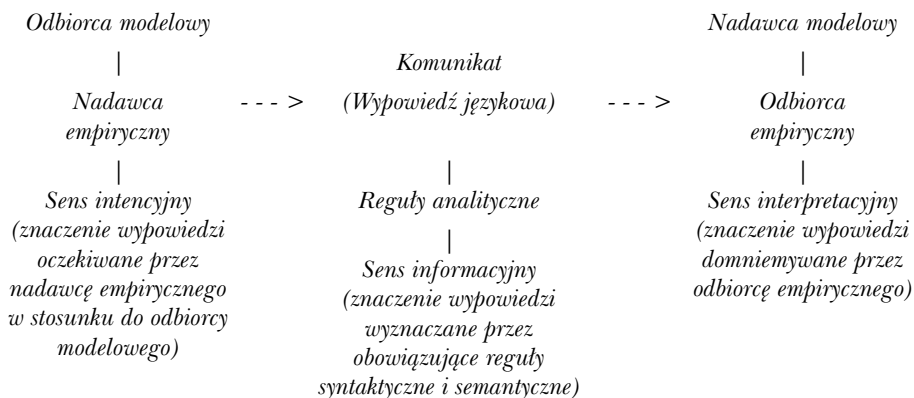 Odbiorca modelowy
|
Nadawca
empiryczny
|
Sens intencyjny
(znaczenie wypowiedzi
oczekiwane przez
nadawcę empirycznego
w stosunku do odbiorcy
modelowego)
- - - >
Komunikat
(Wypowiedź językowa)
|
Reguły analityczne
|
Sens informacyjny
(znaczenie wypowiedzi
wyznaczane przez
obowiązujące reguły
syntaktyczne i semantyczne)
- - - >
Nadawca modelowy
|
Odbiorca
empiryczny
|
Sens interpretacyjny
(znaczenie wypowiedzi
domniemywane przez
odbiorcę empirycznego)